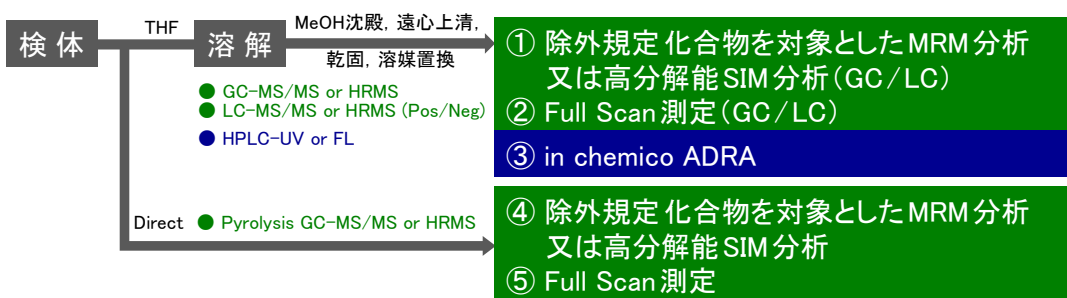 検体
THF
溶解
MeOH沈殿，遠心上清，
乾固，溶媒置換
● GC-MS/MS or HRMS
● LC-MS/MS or HRMS (Pos/Neg)
● HPLC-UV or FL
① 除外規定化合物を対象としたMRM分析
又は高分解能SIM分析（GC/LC）
② Full Scan測定（GC/LC）
③ in chemico ADRA
Direct
● Pyrolysis GC-MS/MS or HRMS
④ 除外規定化合物を対象としたMRM分析
又は高分解能SIM分析
⑤ Full Scan測定